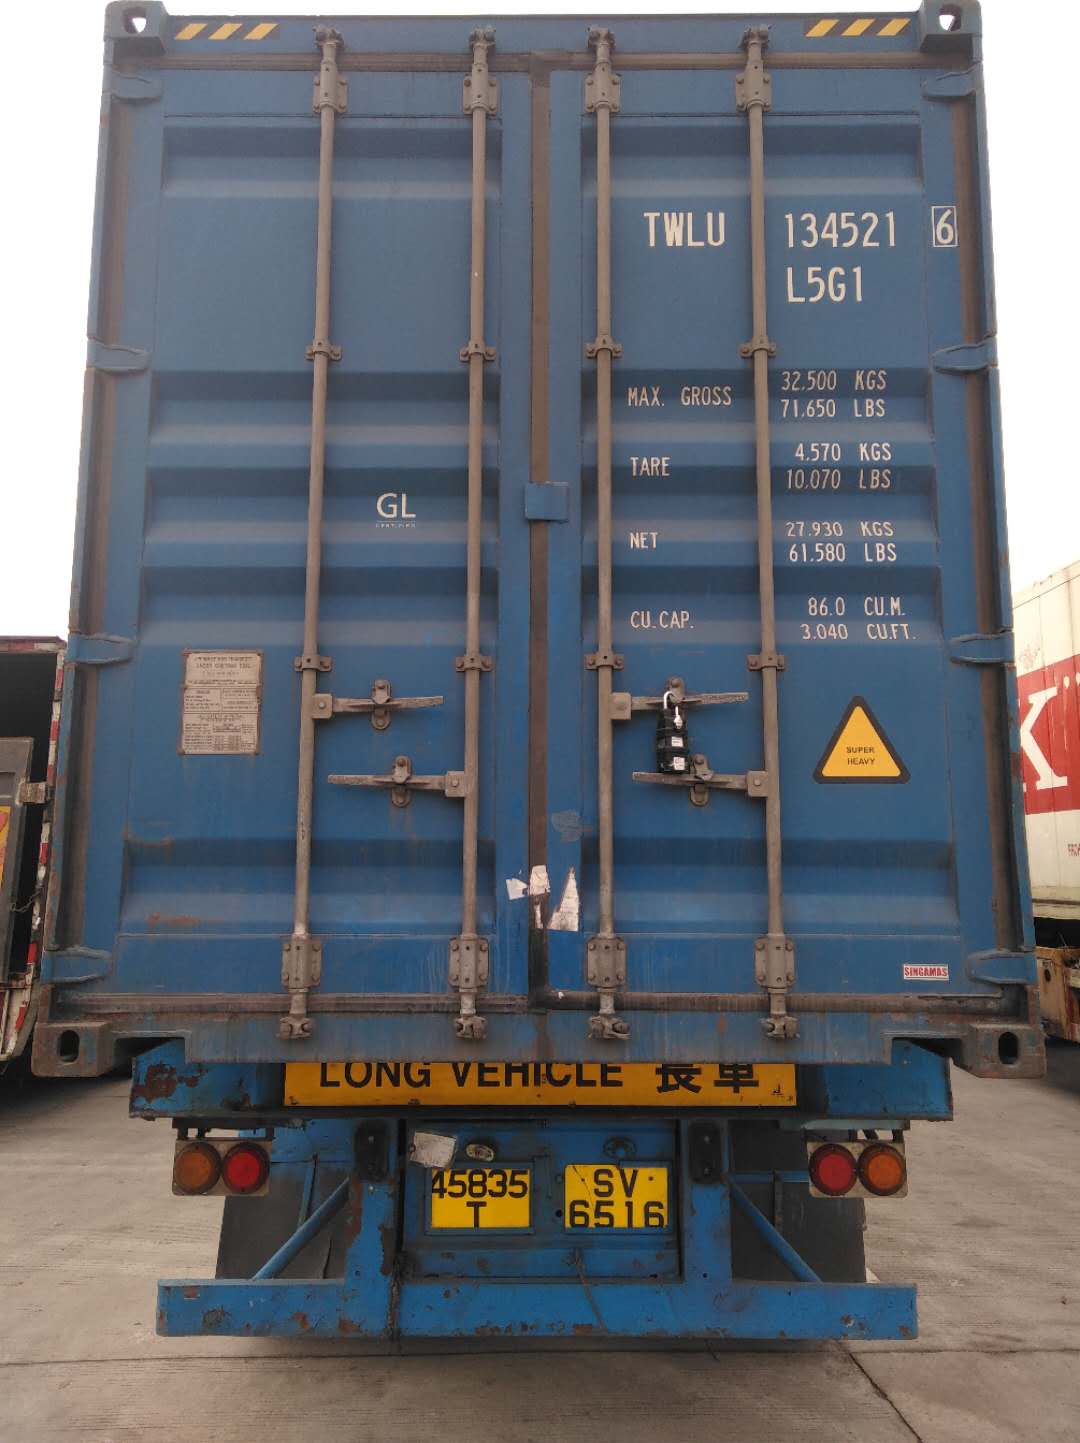 TWLU 134521 6
L5G1
MAX. GROSS 32.500 KGS
71.650 LBS
TARE 4.570 KGS
10.070 LBS
NET 27.930 KGS
61.580 LBS
CU.CAP. 86.0 CU.M.
3.040 CU.FT.
GL
CERTIFIED
SUPER
HEAVY
SINGAMAS
LONG VEHICLE 長車
45835
T
SV
6516
K